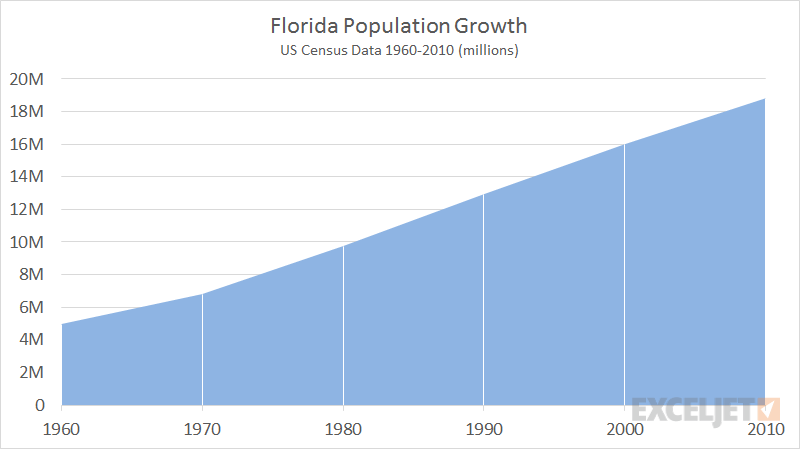 Florida Population Growth
US Census Data 1960-2010 (millions)
20M
18M
16M
14M
12M
10M
8M
6M
4M
2M
0
1960 1970 1980 1990 2000 2010
EXCELJET